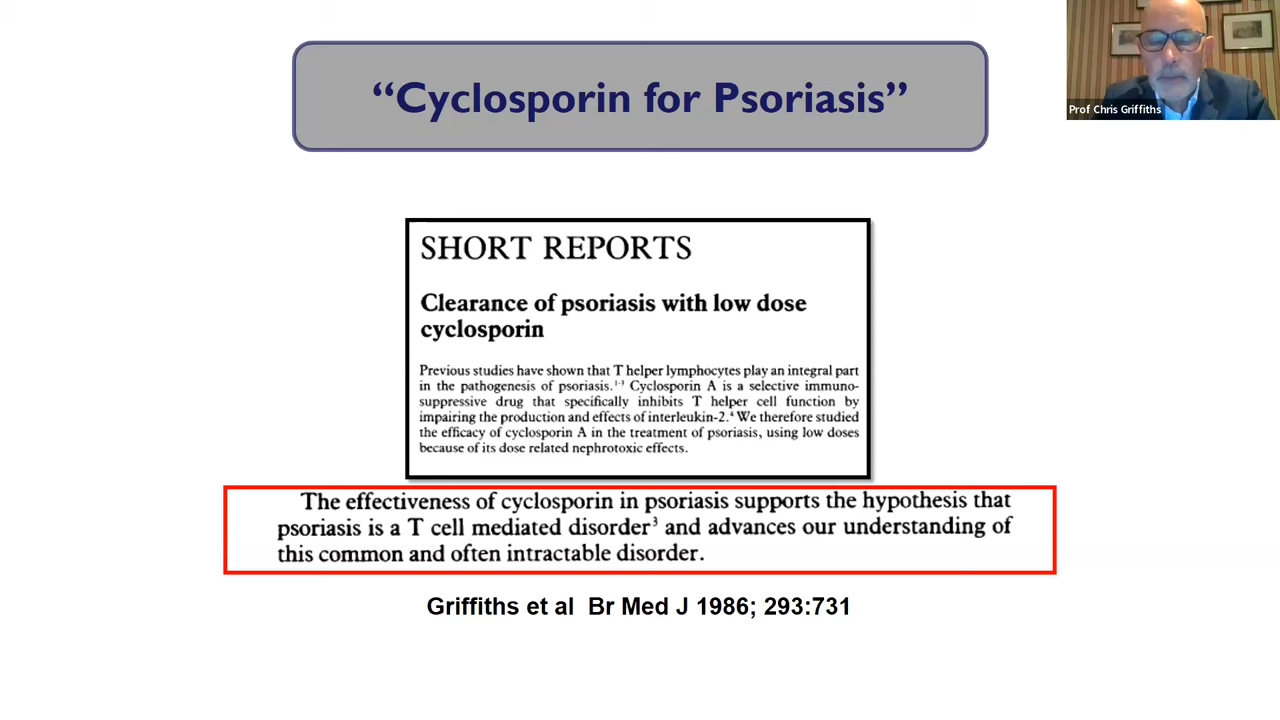 “Cyclosporin for Psoriasis”
Prof Chris Griffiths
SHORT REPORTS
Clearance of psoriasis with low dose
cyclosporin
Previous studies have shown that T helper lymphocytes play an integral part
in the pathogenesis of psoriasis.¹⁻³ Cyclosporin A is a selective immuno-
suppressive drug that specifically inhibits T helper cell function by
impairing the production and effects of interleukin-2.⁴ We therefore studied
the efficacy of cyclosporin A in the treatment of psoriasis, using low doses
because of its dose related nephrotoxic effects.
The effectiveness of cyclosporin in psoriasis supports the hypothesis that
psoriasis is a T cell mediated disorder³ and advances our understanding of
this common and often intractable disorder.
Griffiths et al Br Med J 1986; 293:731